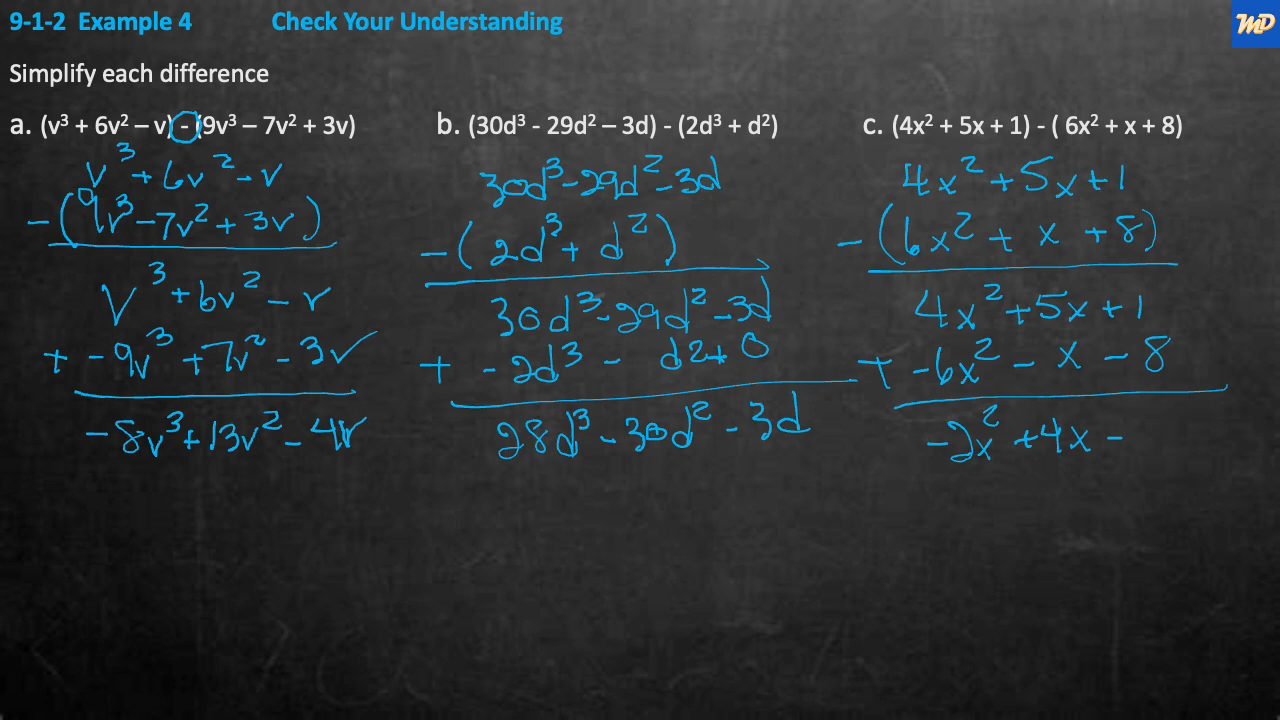 9-1-2 Example 4 Check Your Understanding
MD
Simplify each difference
a. (v³ + 6v² – v) - (9v³ – 7v² + 3v)
v³ + 6v² - v
- (9v³ - 7v² + 3v)
v³ + 6v² - v
+ - 9v³ + 7v² - 3v
- 8v³ + 13v² - 4v
b. (30d³ - 29d² – 3d) - (2d³ + d²)
30d³ - 29d² - 3d
- (2d³ + d²)
30d³ - 29d² - 3d
+ - 2d³ - d² + 0
28d³ - 30d² - 3d
c. (4x² + 5x + 1) - ( 6x² + x + 8)
4x² + 5x + 1
- (6x² + x + 8)
4x² + 5x + 1
+ - 6x² - x - 8
- 2x² + 4x -